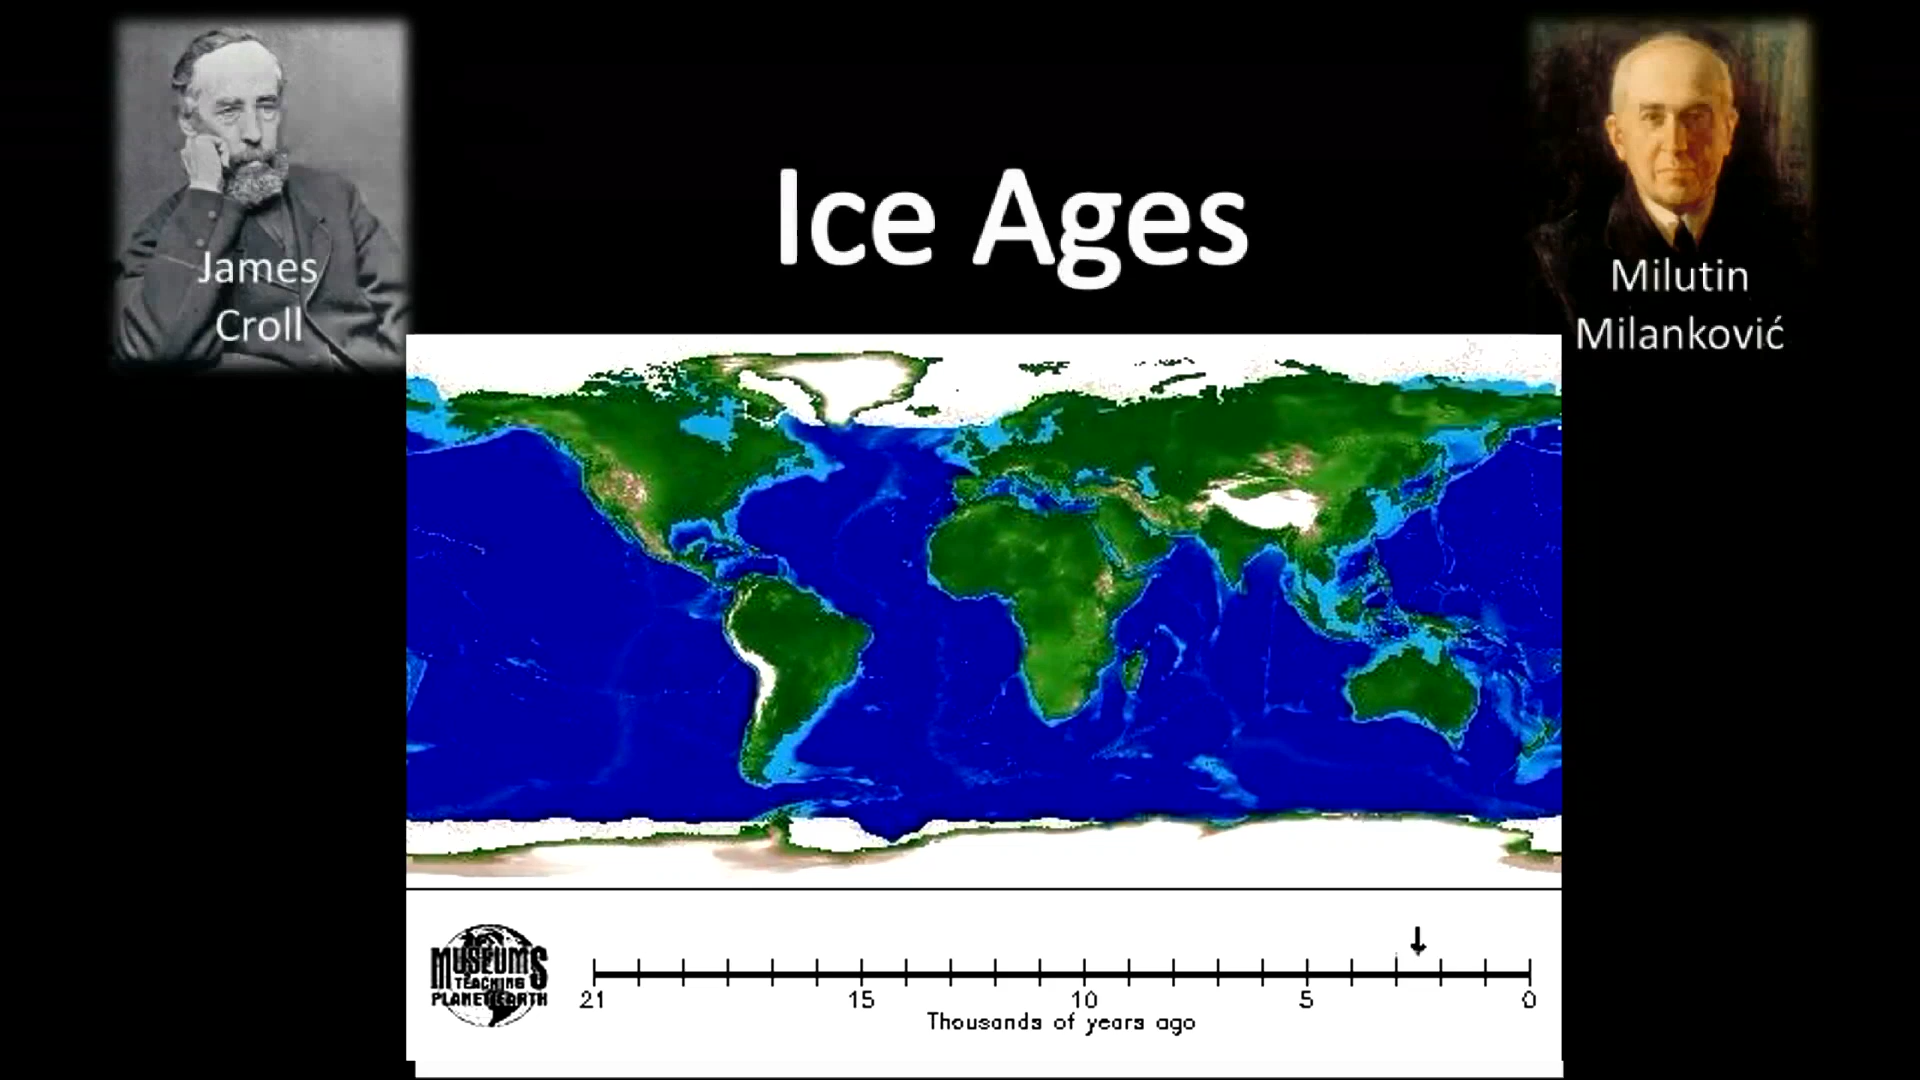 Ice Ages
James
Croll
Milutin
Milanković
MUSEUMS
TEACHING
PLANET EARTH
21 15 10 5 0
Thousands of years ago